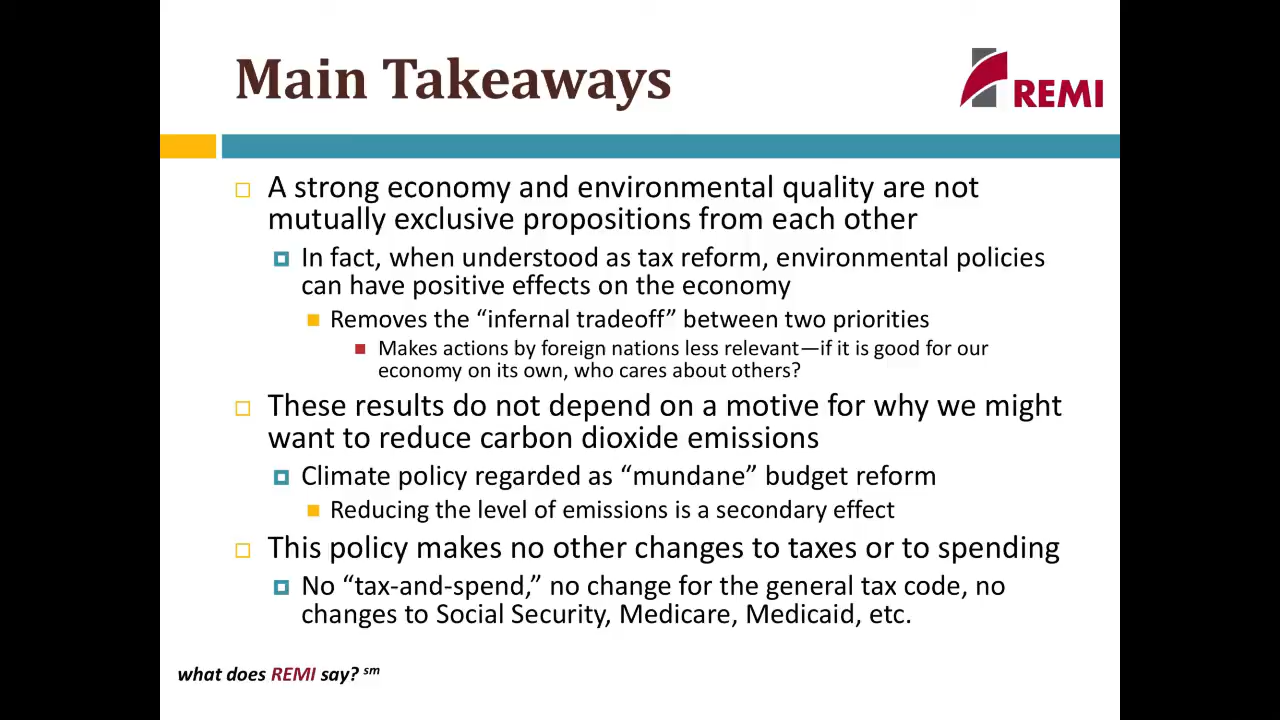 Main Takeaways
REMI
A strong economy and environmental quality are not
mutually exclusive propositions from each other
In fact, when understood as tax reform, environmental policies
can have positive effects on the economy
Removes the “infernal tradeoff” between two priorities
Makes actions by foreign nations less relevant—if it is good for our
economy on its own, who cares about others?
These results do not depend on a motive for why we might
want to reduce carbon dioxide emissions
Climate policy regarded as “mundane” budget reform
Reducing the level of emissions is a secondary effect
This policy makes no other changes to taxes or to spending
No “tax-and-spend,” no change for the general tax code, no
changes to Social Security, Medicare, Medicaid, etc.
what does REMI say? sm